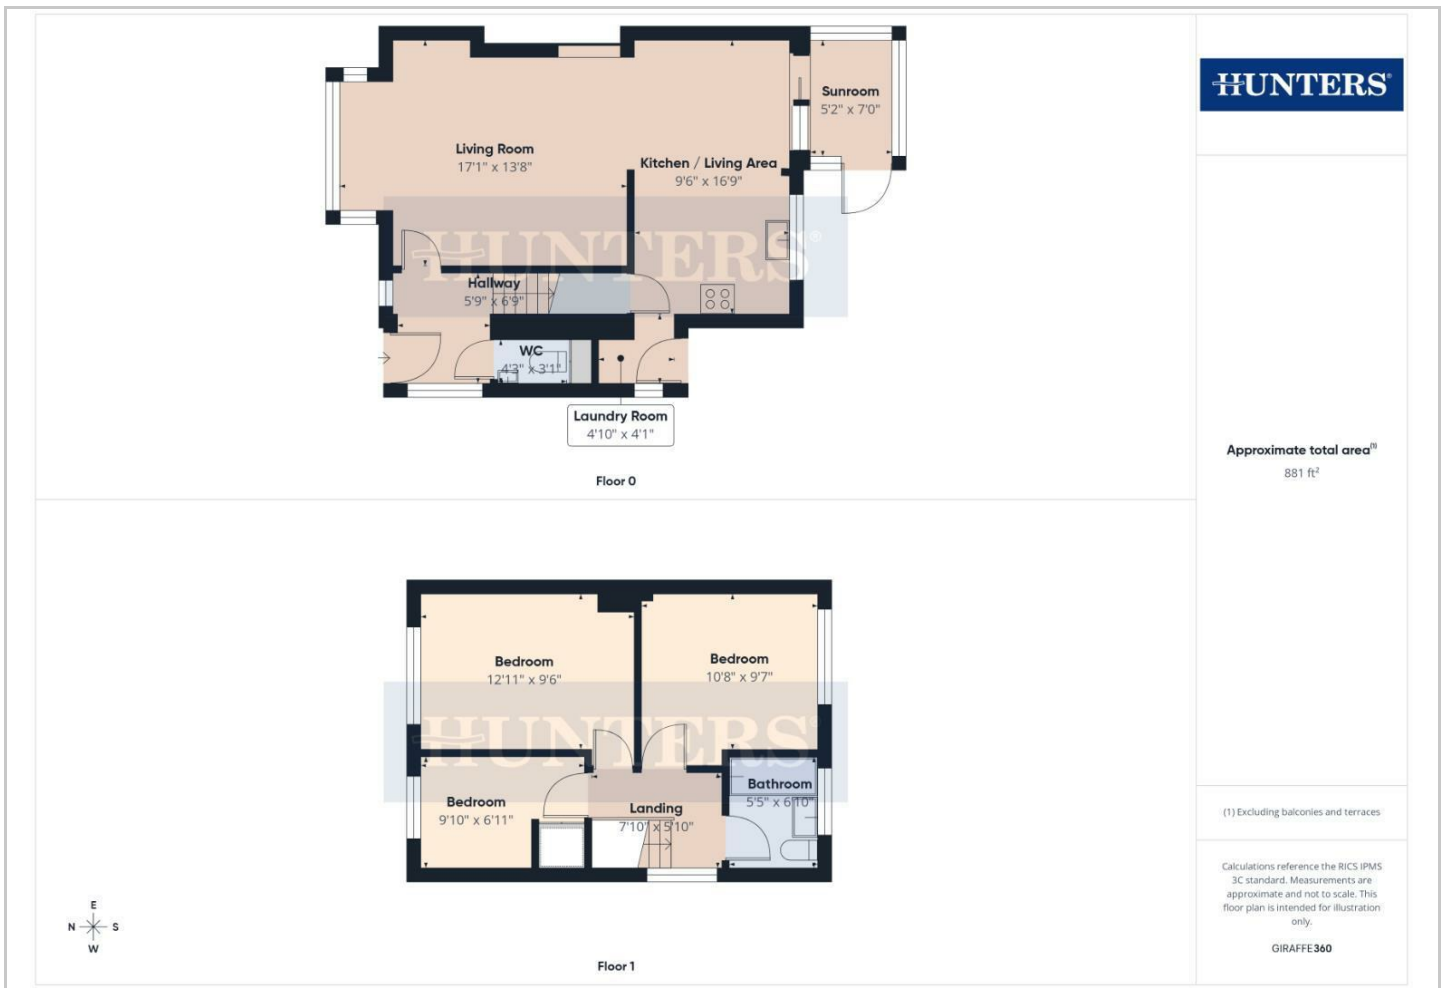 HUNTERS®
Sunroom
5'2" x 7'0"
Living Room
17'1" x 13'8"
Kitchen / Living Area
9'6" x 16'9"
HUNTERS®
Hallway
5'9" x 6'9"
WC
4'3" x 3'1"
Laundry Room
4'10" x 4'1"
Floor 0
Approximate total area(1)
881 ft²
Bedroom
12'11" x 9'6"
Bedroom
10'8" x 9'7"
HUNTERS®
Bedroom
9'10" x 6'11"
Landing
7'10" x 5'10"
Bathroom
5'5" x 6'10"
Floor 1
E
N S
W
(1) Excluding balconies and terraces
Calculations reference the RICS IPMS
3C standard. Measurements are
approximate and not to scale. This
floor plan is intended for illustration
only.
GIRAFFE360